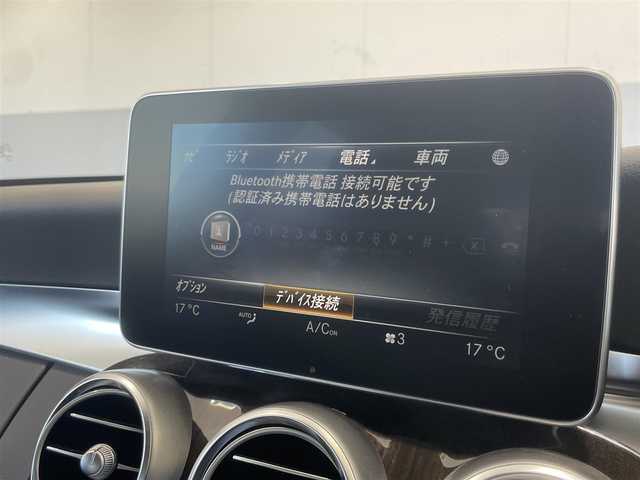 ナビ ラジオ メディア 電話 車両
Bluetooth携帯電話 接続可能です
(認証済み携帯電話はありません)
NAME 0 1 2 3 4 5 6 7 8 9 * # +
オプション デバイス接続 発信履歴
17 °C AUTO A/C ON 3 17 °C